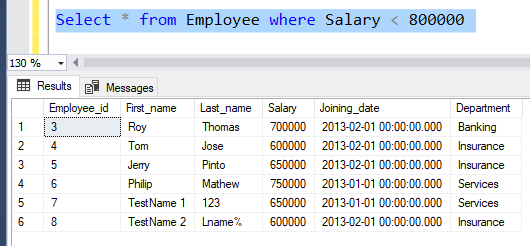 Select * from Employee where Salary < 800000
130 %
Results Messages
Employee_id First_name Last_name Salary Joining_date Department
1 3 Roy Thomas 700000 2013-02-01 00:00:00.000 Banking
2 4 Tom Jose 600000 2013-02-01 00:00:00.000 Insurance
3 5 Jerry Pinto 650000 2013-02-01 00:00:00.000 Insurance
4 6 Philip Mathew 750000 2013-01-01 00:00:00.000 Services
5 7 TestName 1 123 650000 2013-01-01 00:00:00.000 Services
6 8 TestName 2 Lname% 600000 2013-02-01 00:00:00.000 Insurance